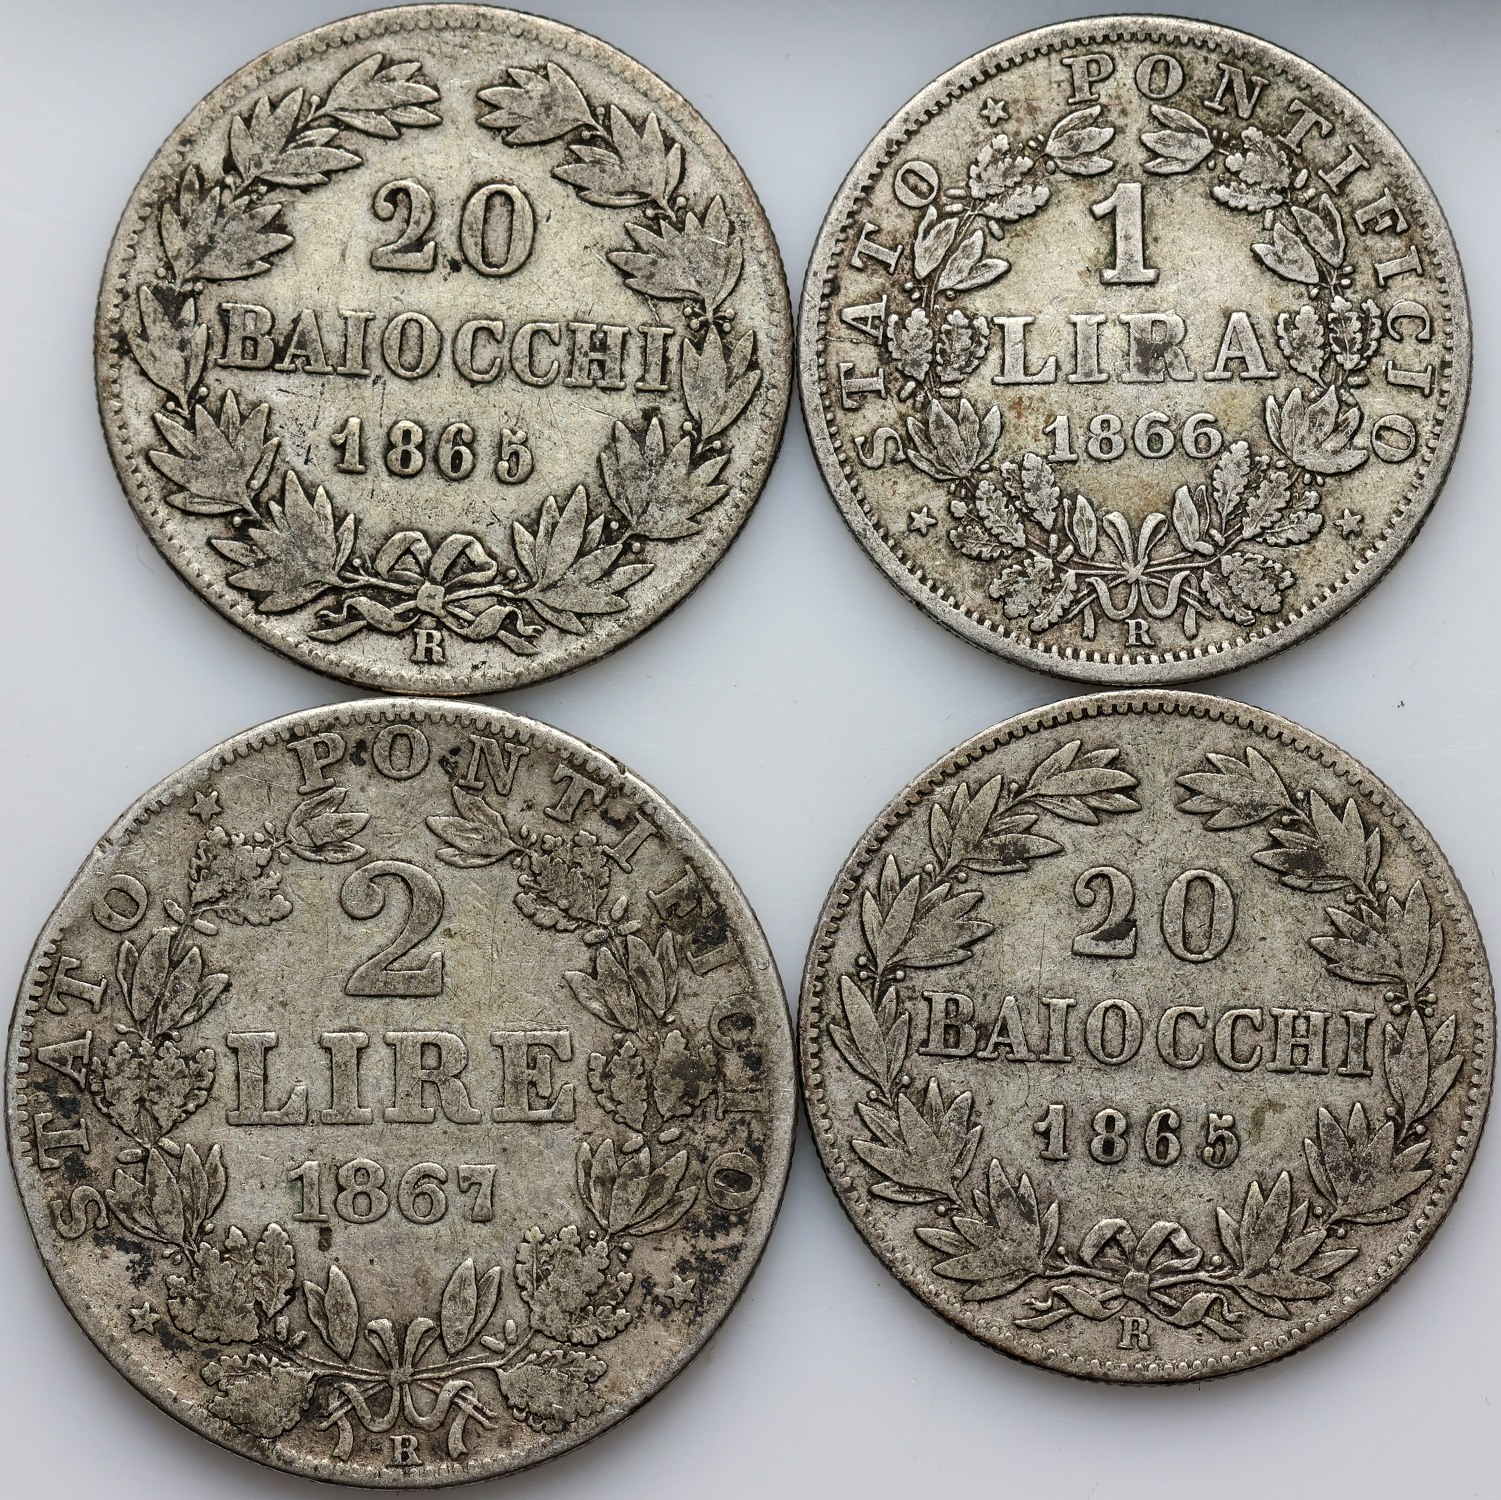 20
BAIOCCHI
1865
R
STATO PONTIFICIO
1
LIRA
1866
R
STATO PONTIFICIO
2
LIRE
1867
R
20
BAIOCCHI
1865
R